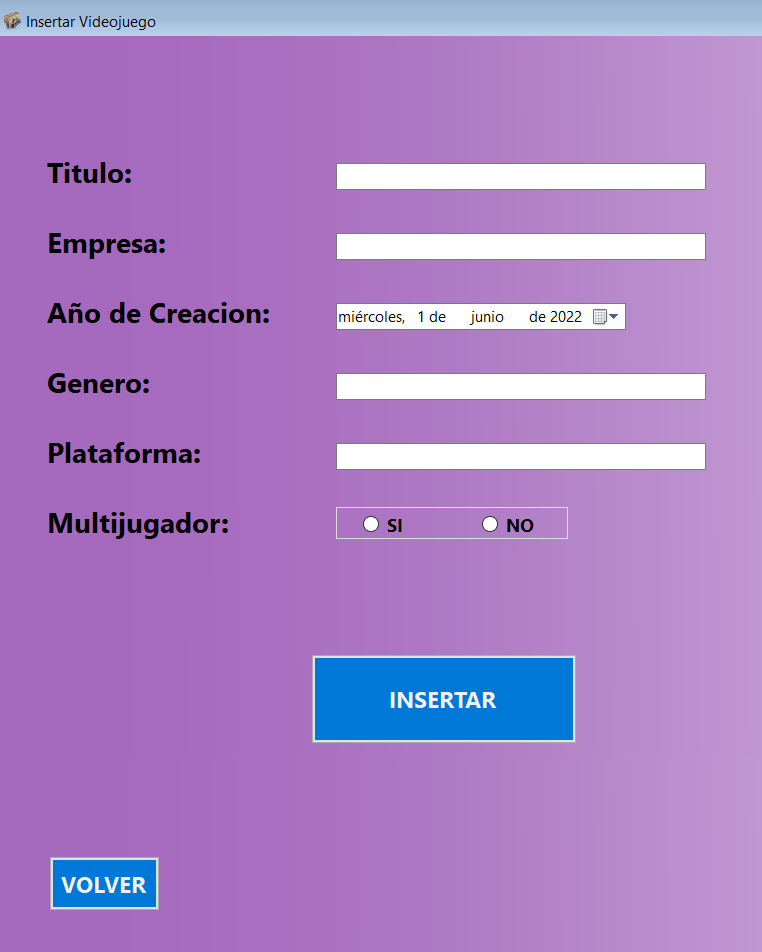 Insertar Videojuego
Titulo:
Empresa:
Año de Creacion: miércoles, 1 de junio de 2022
Genero:
Plataforma:
Multijugador: SI NO
INSERTAR
VOLVER